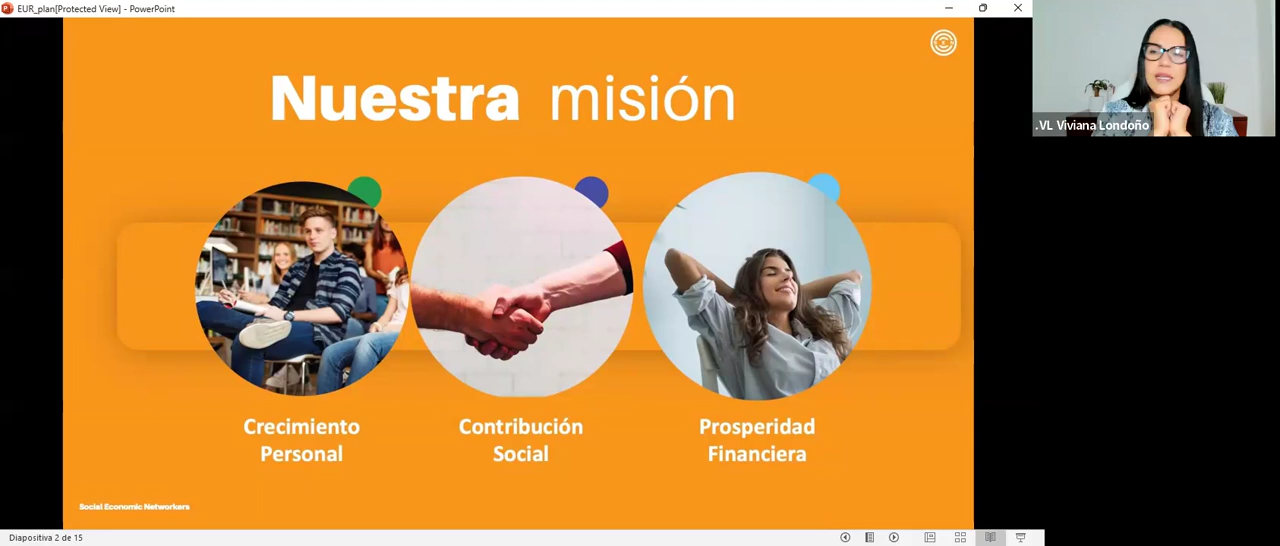 EUR_plan[Protected View] - PowerPoint
Nuestra misión
.VL Viviana Londoño
Crecimiento
Personal
Contribución
Social
Prosperidad
Financiera
Social Economic Networkers
Diapositiva 2 de 15